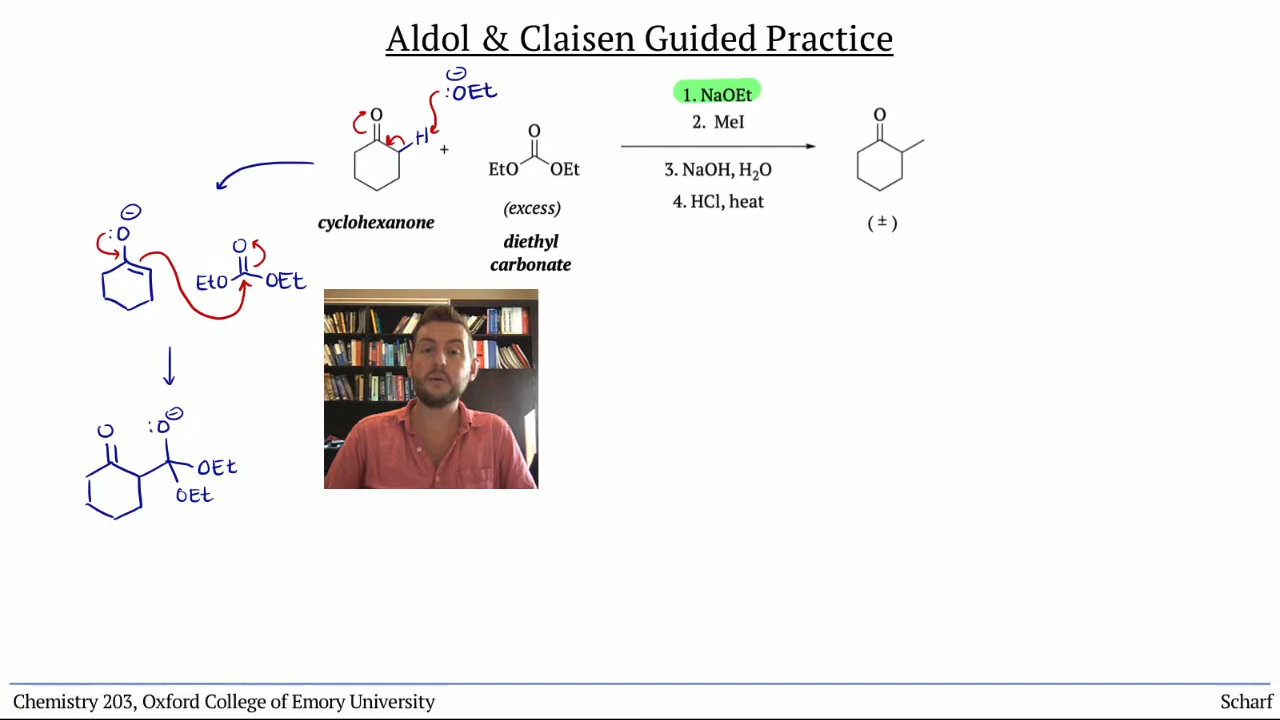 Aldol & Claisen Guided Practice
⊖
:OEt
O
H
+
O
EtO OEt
1. NaOEt
2. MeI
3. NaOH, H₂O
4. HCl, heat
O
cyclohexanone
(excess)
diethyl
carbonate
(±)
⊖
:O
O
EtO OEt
O
⊖
:O
OEt
OEt
Chemistry 203, Oxford College of Emory University
Scharf